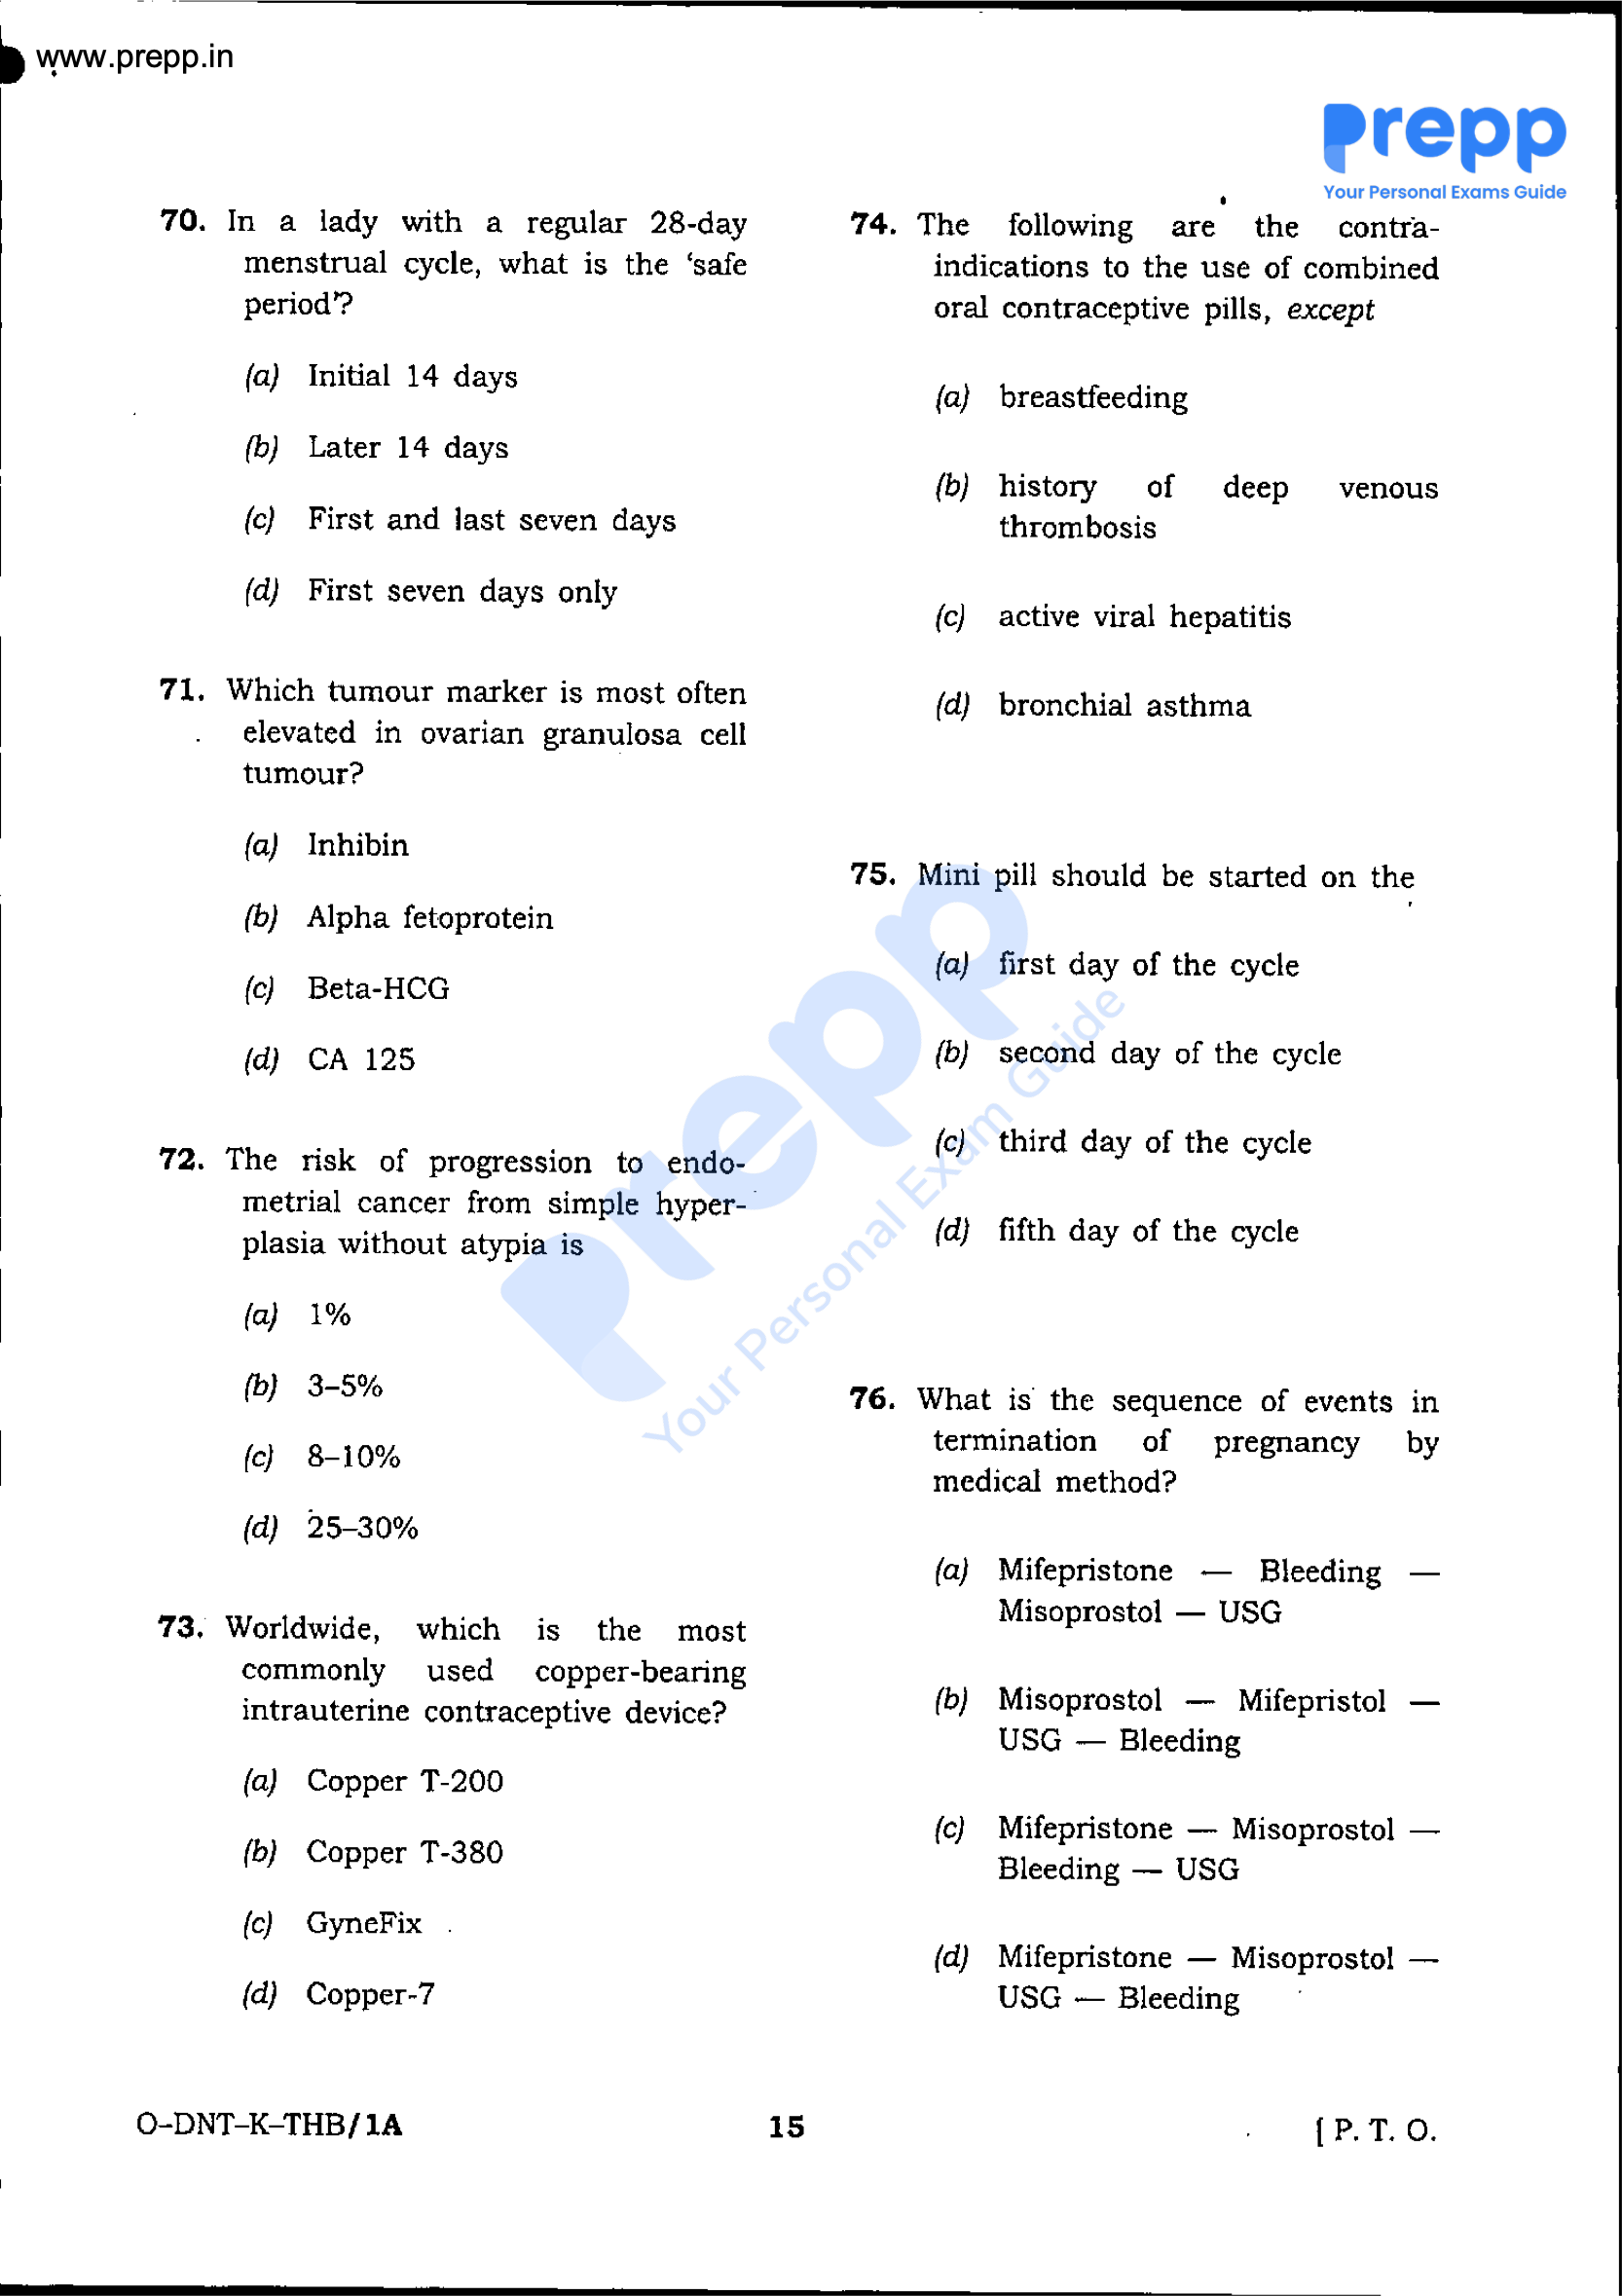 www.prepp.in
prepp
Your Personal Exams Guide
70. In a lady with a regular 28-day
menstrual cycle, what is the 'safe
period'?
(a) Initial 14 days
(b) Later 14 days
(c) First and last seven days
(d) First seven days only
71. Which tumour marker is most often
elevated in ovarian granulosa cell
tumour?
(a) Inhibin
(b) Alpha fetoprotein
(c) Beta-HCG
(d) CA 125
72. The risk of progression to endo-
metrial cancer from simple hyper-
plasia without atypia is
(a) 1%
(b) 3–5%
(c) 8–10%
(d) 25–30%
73. Worldwide, which is the most
commonly used copper-bearing
intrauterine contraceptive device?
(a) Copper T-200
(b) Copper T-380
(c) GyneFix
(d) Copper-7
74. The following are the contra-
indications to the use of combined
oral contraceptive pills, except
(a) breastfeeding
(b) history of deep venous
thrombosis
(c) active viral hepatitis
(d) bronchial asthma
75. Mini pill should be started on the
(a) first day of the cycle
(b) second day of the cycle
(c) third day of the cycle
(d) fifth day of the cycle
76. What is the sequence of events in
termination of pregnancy by
medical method?
(a) Mifepristone — Bleeding —
Misoprostol — USG
(b) Misoprostol — Mifepristol —
USG — Bleeding
(c) Mifepristone — Misoprostol —
Bleeding — USG
(d) Mifepristone — Misoprostol —
USG — Bleeding
prepp
Your Personal Exam Guide
O-DNT-K-THB/1A
15
[ P. T. O.